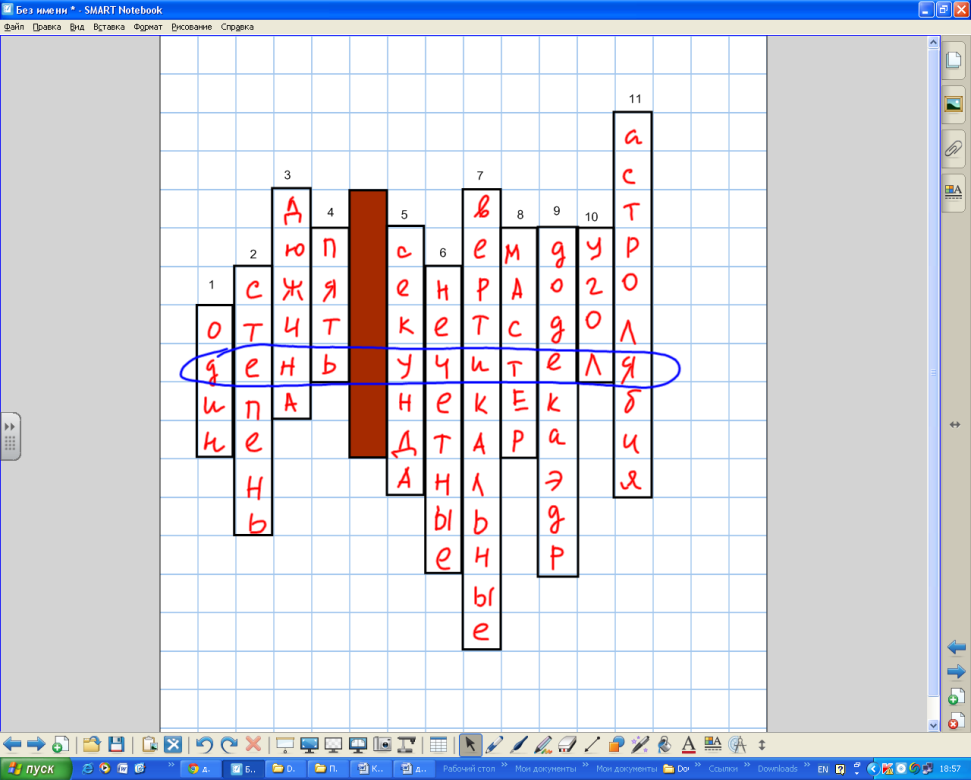 Без имени * - SMART Notebook
Файл Правка Вид Вставка Формат Рисование Справка
1 один
2 степень
3 ДюжинА
4 пять
5 секунДА
6 нечетные
7 вертикАльные
8 мАстЕР
9 додекаэдр
10 угол
11 астролябия
пуск
д.
Б..
D.
П.
К..
д..
Рабочий стол »
Мои документы »
Мои документы
Doc »
Ссылки »
Downloads »
EN
18:57